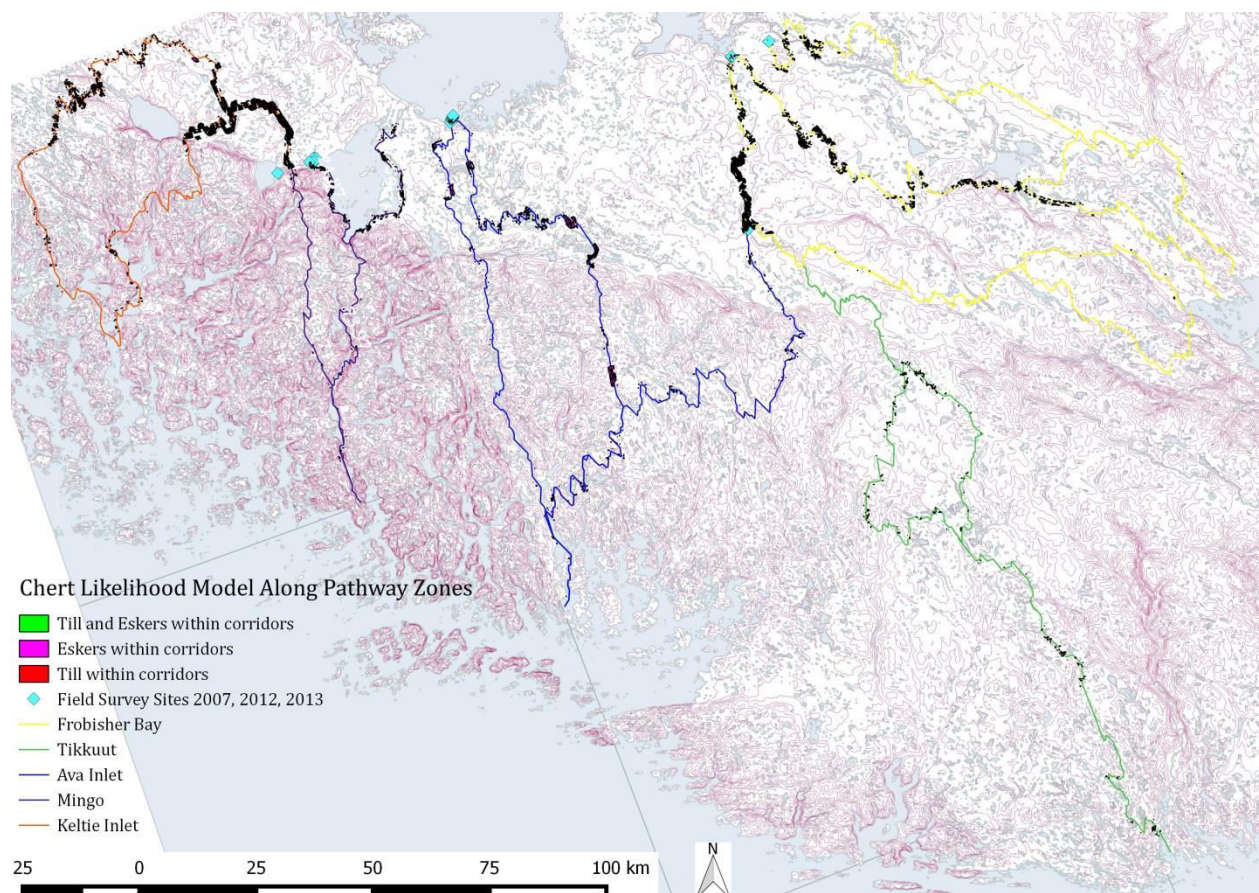 Chert Likelihood Model Along Pathway Zones
Till and Eskers within corridors
Eskers within corridors
Till within corridors
Field Survey Sites 2007, 2012, 2013
Frobisher Bay
Tikkuut
Ava Inlet
Mingo
Keltie Inlet
25 0 25 50 75 100 km
N